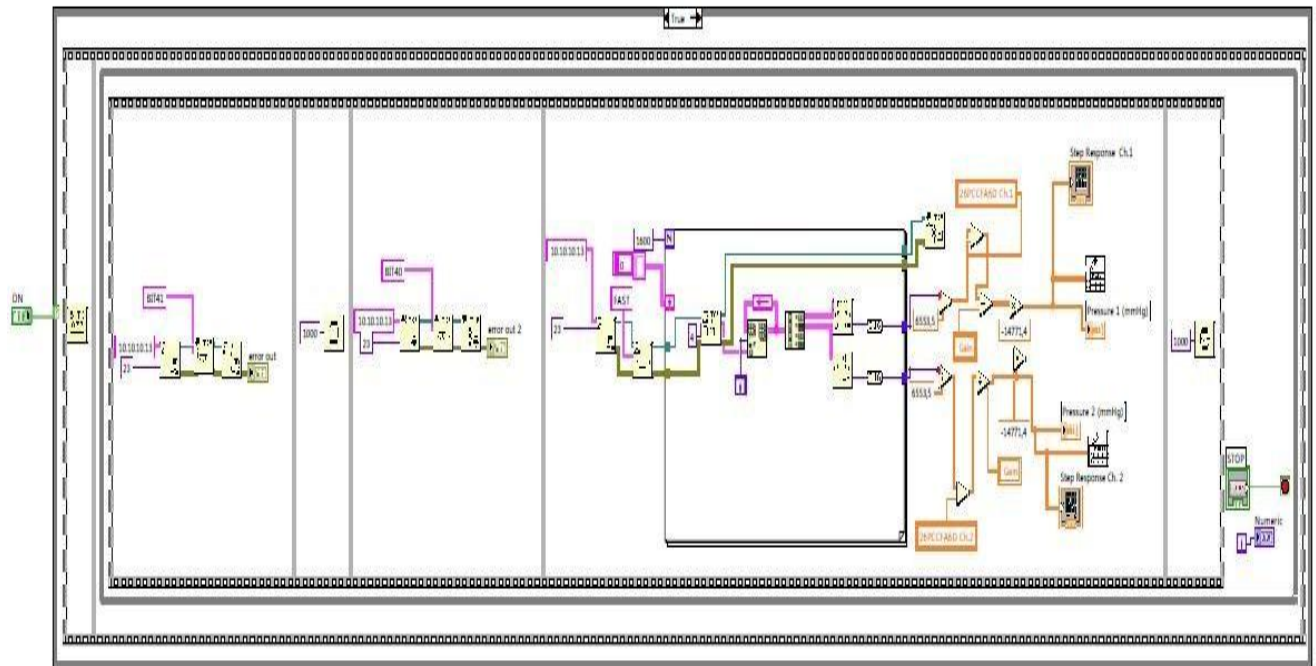 True
ON
BIT41
10.10.10.13
23
error out
1000
BIT40
10.10.10.13
23
error out 2
10.10.10.13
23
1600
N
0
FAST
4
i
6553,5
6553,5
26PCCFA6D Ch.1
Gain
-14771,4
Step Response Ch.1
Pressure 1 (mmHg)
-14771,4
Pressure 2 (mmHg)
Gain
Step Response Ch. 2
26PCCFA6D Ch.2
1000
STOP
Numeric
i